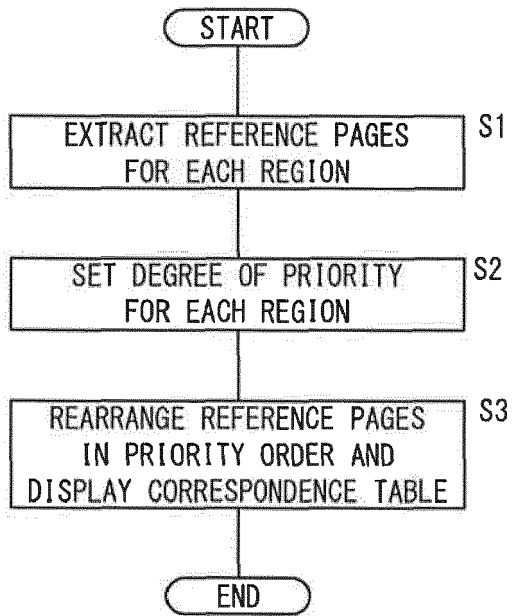 START
EXTRACT REFERENCE PAGES
FOR EACH REGION
S1
SET DEGREE OF PRIORITY
FOR EACH REGION
S2
REARRANGE REFERENCE PAGES
IN PRIORITY ORDER AND
DISPLAY CORRESPONDENCE TABLE
S3
END